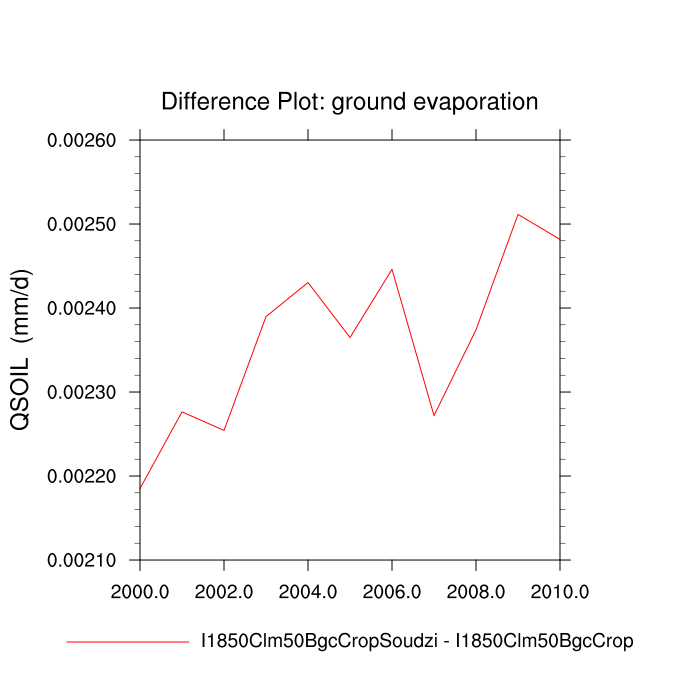 Difference Plot: ground evaporation
0.00260
0.00250
0.00240
0.00230
0.00220
0.00210
QSOIL (mm/d)
2000.0 2002.0 2004.0 2006.0 2008.0 2010.0
I1850Clm50BgcCropSoudzi - I1850Clm50BgcCrop